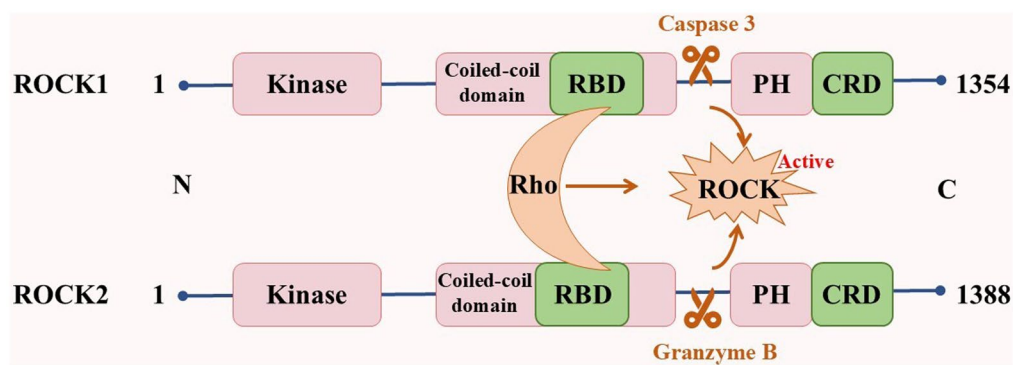 Caspase 3
ROCK1 1 Kinase Coiled-coil domain RBD PH CRD 1354
Active
N Rho ROCK C
ROCK2 1 Kinase Coiled-coil domain RBD PH CRD 1388
Granzyme B